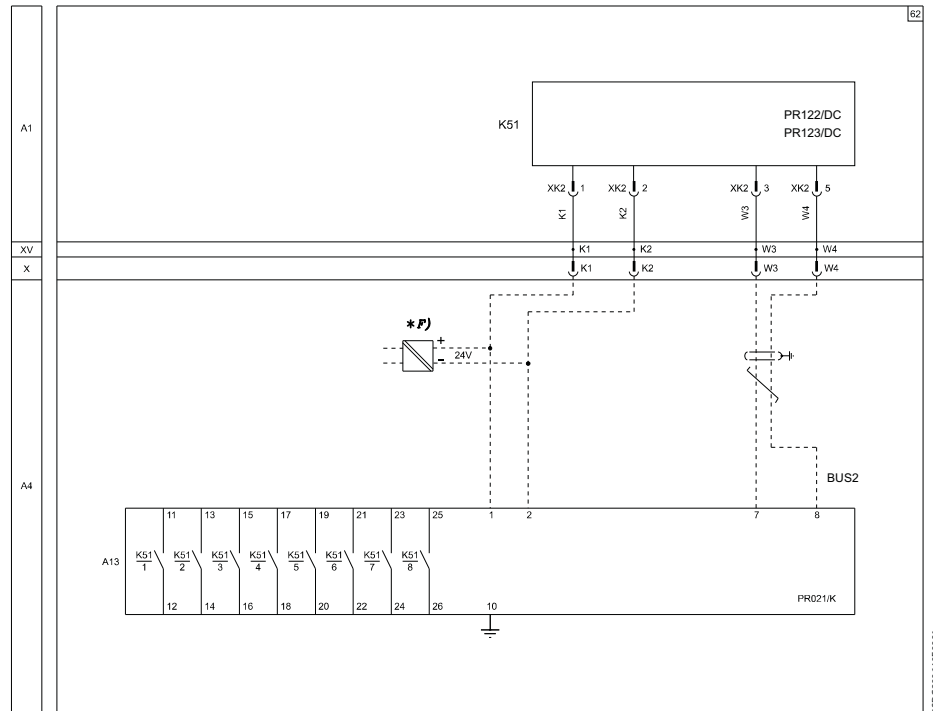 62
A1
K51
PR122/DC
PR123/DC
XK2 1 XK2 2 XK2 3 XK2 5
K1 K2 W3 W4
XV K1 K2 W3 W4
X K1 K2 W3 W4
*F)
+
24V
-
A4
BUS2
11 13 15 17 19 21 23 25 1 2 7 8
A13
K51 K51 K51 K51 K51 K51 K51 K51
1 2 3 4 5 6 7 8
PR021/K
12 14 16 18 20 22 24 26 10